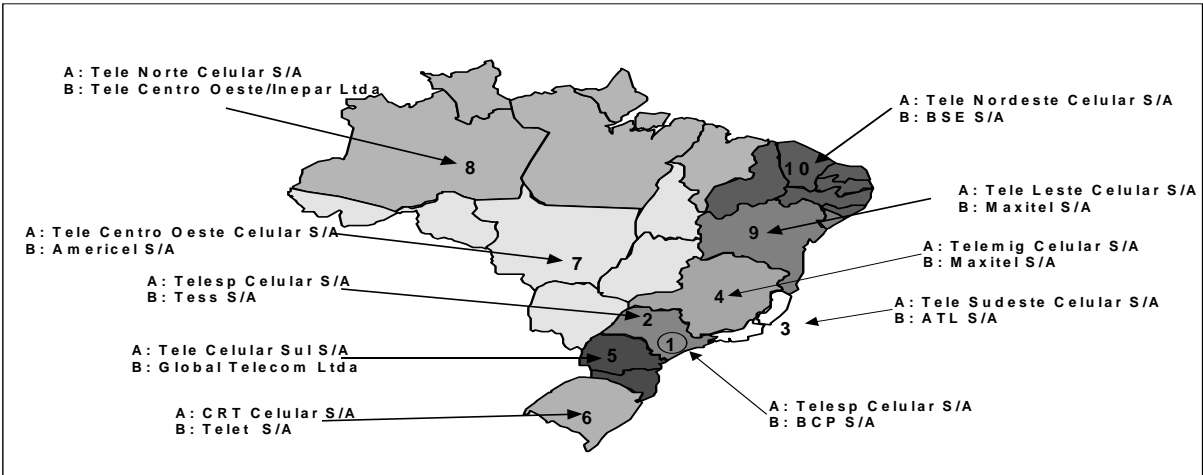 A: Tele Norte Celular S/A
B: Tele Centro Oeste/Inepar Ltda
A: Tele Nordeste Celular S/A
B: BSE S/A
8
10
A: Tele Leste Celular S/A
B: Maxitel S/A
9
A: Tele Centro Oeste Celular S/A
B: Americel S/A
7
A: Telemig Celular S/A
B: Maxitel S/A
4
A: Telesp Celular S/A
B: Tess S/A
2
A: Tele Sudeste Celular S/A
B: ATL S/A
3
1
A: Tele Celular Sul S/A
B: Global Telecom Ltda
5
A: Telesp Celular S/A
B: BCP S/A
A: CRT Celular S/A
B: Telet S/A
6